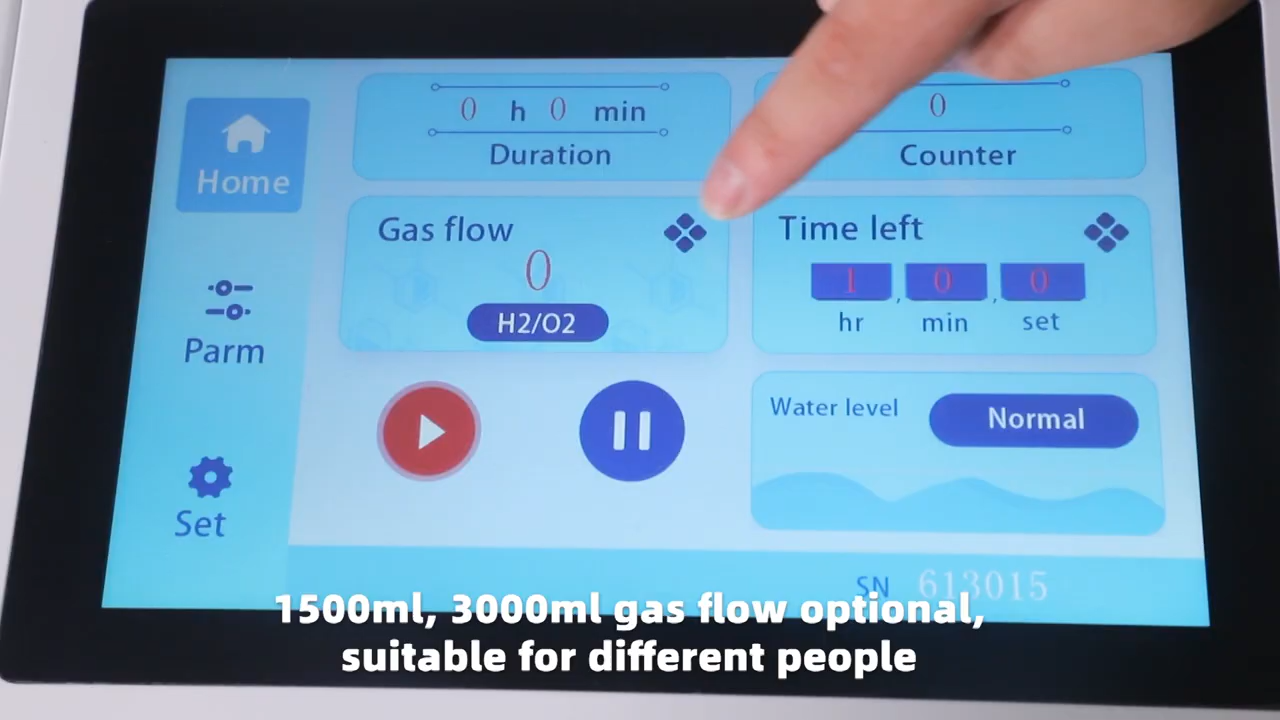 0 h 0 min
Duration
0
Counter
Home
Gas flow
0
H2/O2
Time left
1 , 0 , 0
hr min set
Parm
Water level
Normal
Set
SN 613015
1500ml, 3000ml gas flow optional,
suitable for different people